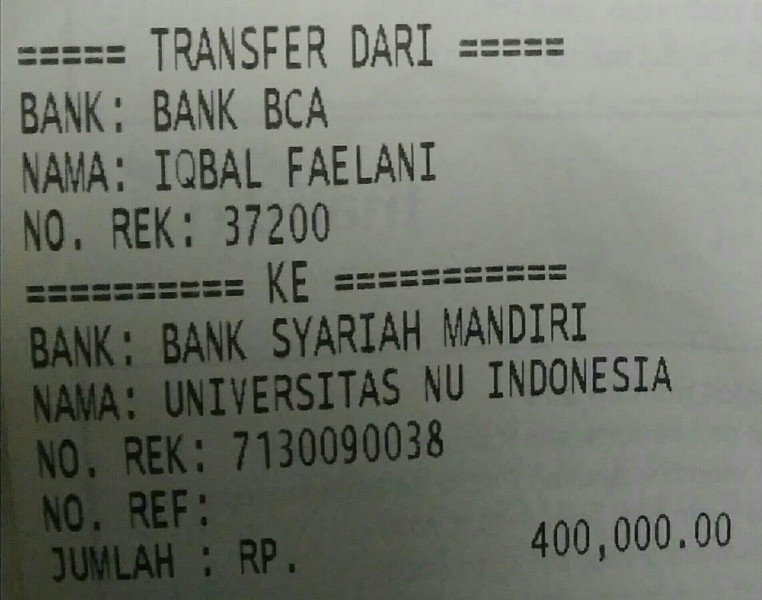 ===== TRANSFER DARI =====
BANK: BANK BCA
NAMA: IQBAL FAELANI
NO. REK: 37200
========== KE ===========
BANK: BANK SYARIAH MANDIRI
NAMA: UNIVERSITAS NU INDONESIA
NO. REK: 7130090038
NO. REF:
JUMLAH : RP. 400,000.00